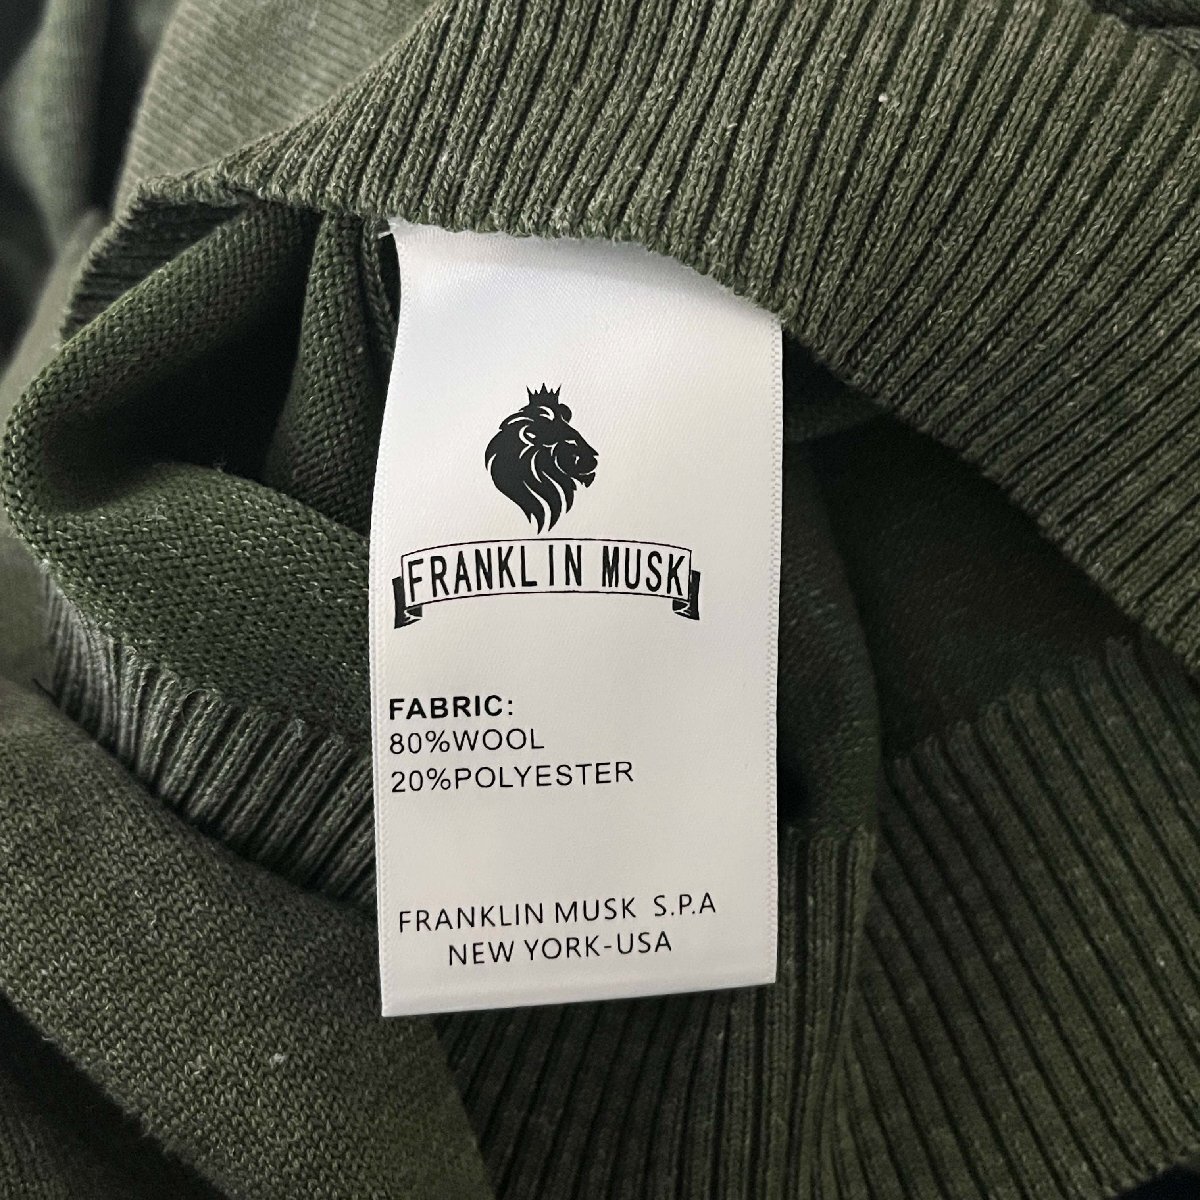 FRANKLIN MUSK
FABRIC:
80%WOOL
20%POLYESTER
FRANKLIN MUSK S.P.A
NEW YORK-USA